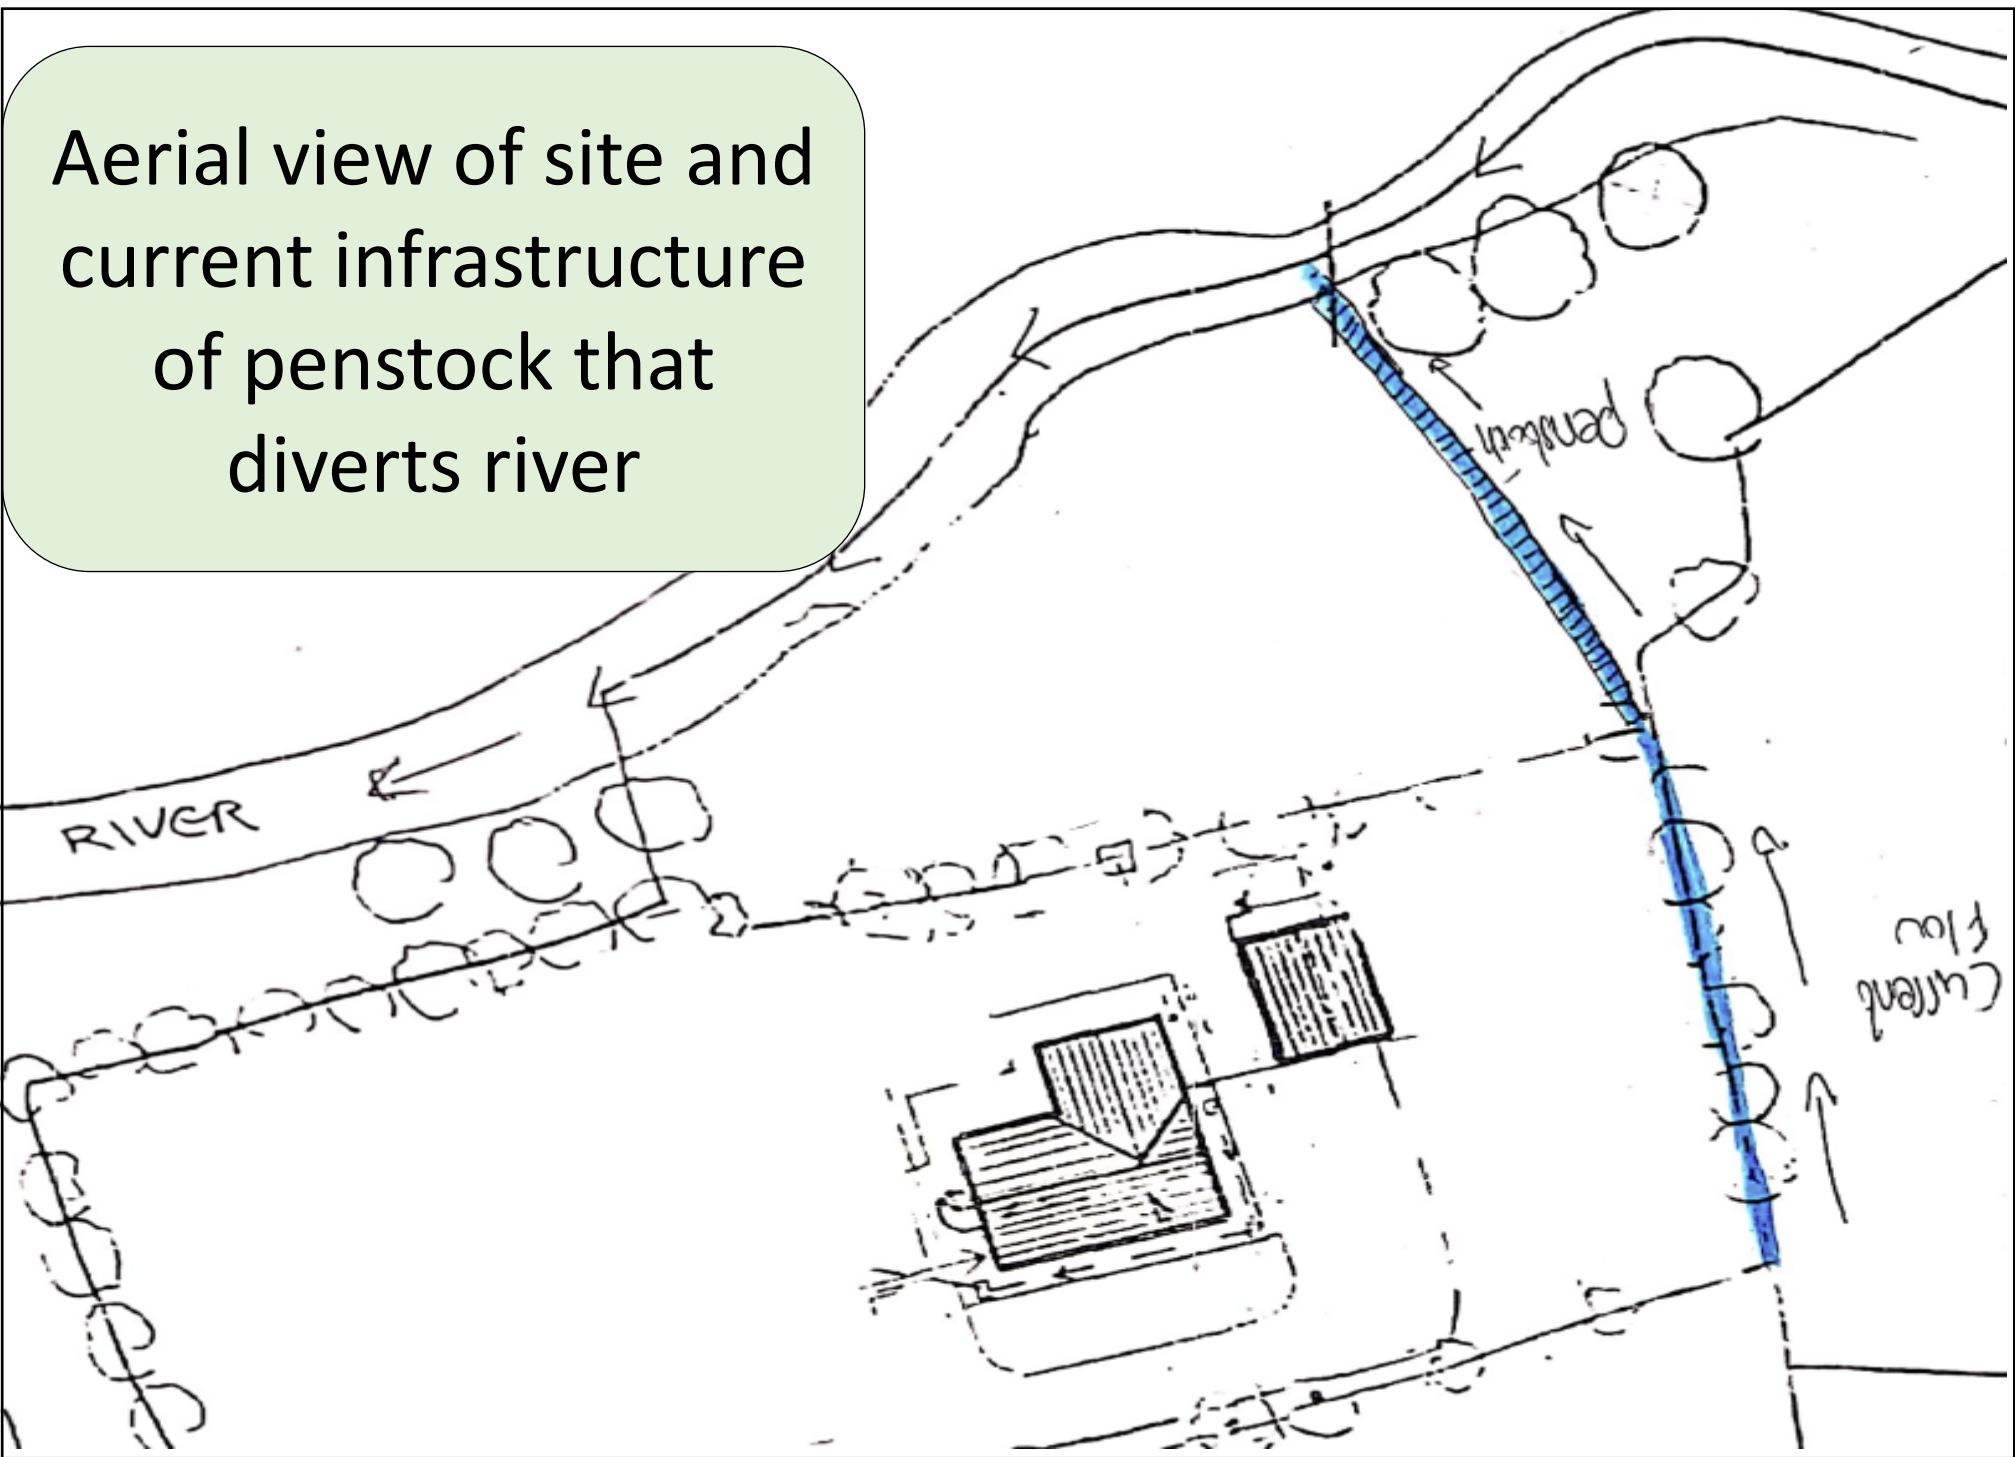 Aerial view of site and
current infrastructure
of penstock that
diverts river
penstock
RIVER
Current
Flow